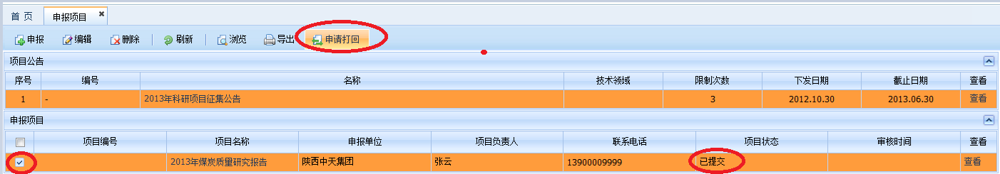 首 页 申报项目
申报 编辑 删除 刷新 浏览 导出 申请打回
项目公告
序号 编号 名称 技术领域 限制次数 下发日期 截止日期 查看
1 - 2013年科研项目征集公告 3 2012.10.30 2013.06.30 查看
申报项目
项目编号 项目名称 申报单位 项目负责人 联系电话 项目状态 审核时间 查看
2013年煤炭质量研究报告 陕西中天集团 张云 13900009999 已提交 查看